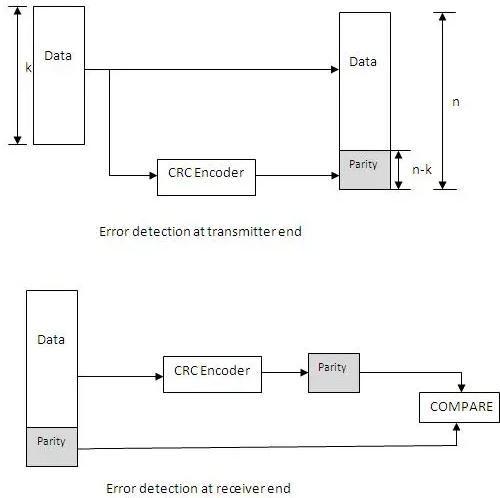 k
Data
Data
n
CRC Encoder
Parity
n-k
Error detection at transmitter end
Data
CRC Encoder
Parity
COMPARE
Parity
Error detection at receiver end